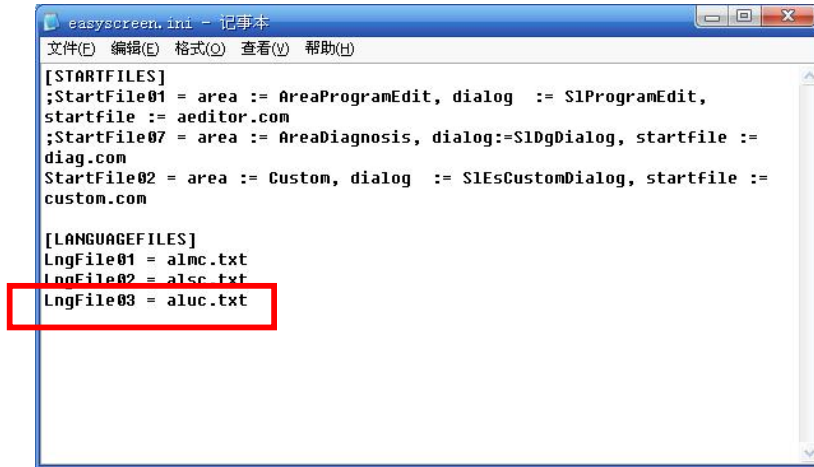 easyscreen.ini - 记事本
文件(F) 编辑(E) 格式(O) 查看(V) 帮助(H)
[STARTFILES]
;StartFile01 = area := AreaProgramEdit, dialog  := SlProgramEdit,
startfile := aeditor.com
;StartFile07 = area := AreaDiagnosis, dialog:=SlDgDialog, startfile :=
diag.com
StartFile02 = area := Custom, dialog  := SlEsCustomDialog, startfile :=
custom.com
[LANGUAGEFILES]
LngFile01 = almc.txt
LngFile02 = alsc.txt
LngFile03 = aluc.txt